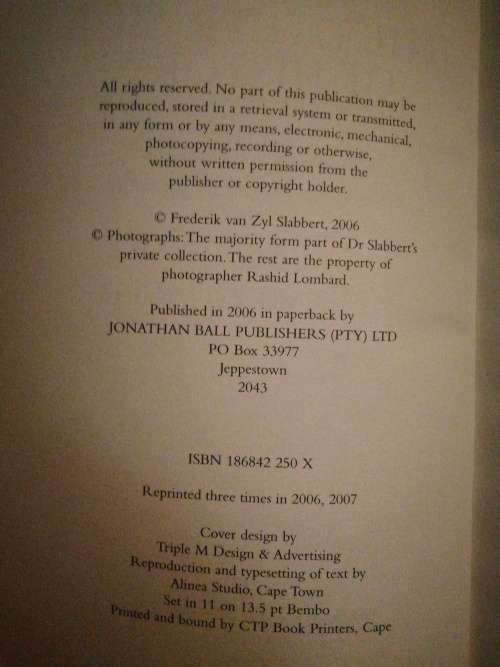 All rights reserved. No part of this publication may be
reproduced, stored in a retrieval system or transmitted,
in any form or by any means, electronic, mechanical,
photocopying, recording or otherwise,
without written permission from the
publisher or copyright holder.
© Frederik van Zyl Slabbert, 2006
© Photographs: The majority form part of Dr Slabbert's
private collection. The rest are the property of
photographer Rashid Lombard.
Published in 2006 in paperback by
JONATHAN BALL PUBLISHERS (PTY) LTD
PO Box 33977
Jeppestown
2043
ISBN 186842 250 X
Reprinted three times in 2006, 2007
Cover design by
Triple M Design & Advertising
Reproduction and typesetting of text by
Alinea Studio, Cape Town
Set in 11 on 13.5 pt Bembo
Printed and bound by CTP Book Printers, Cape